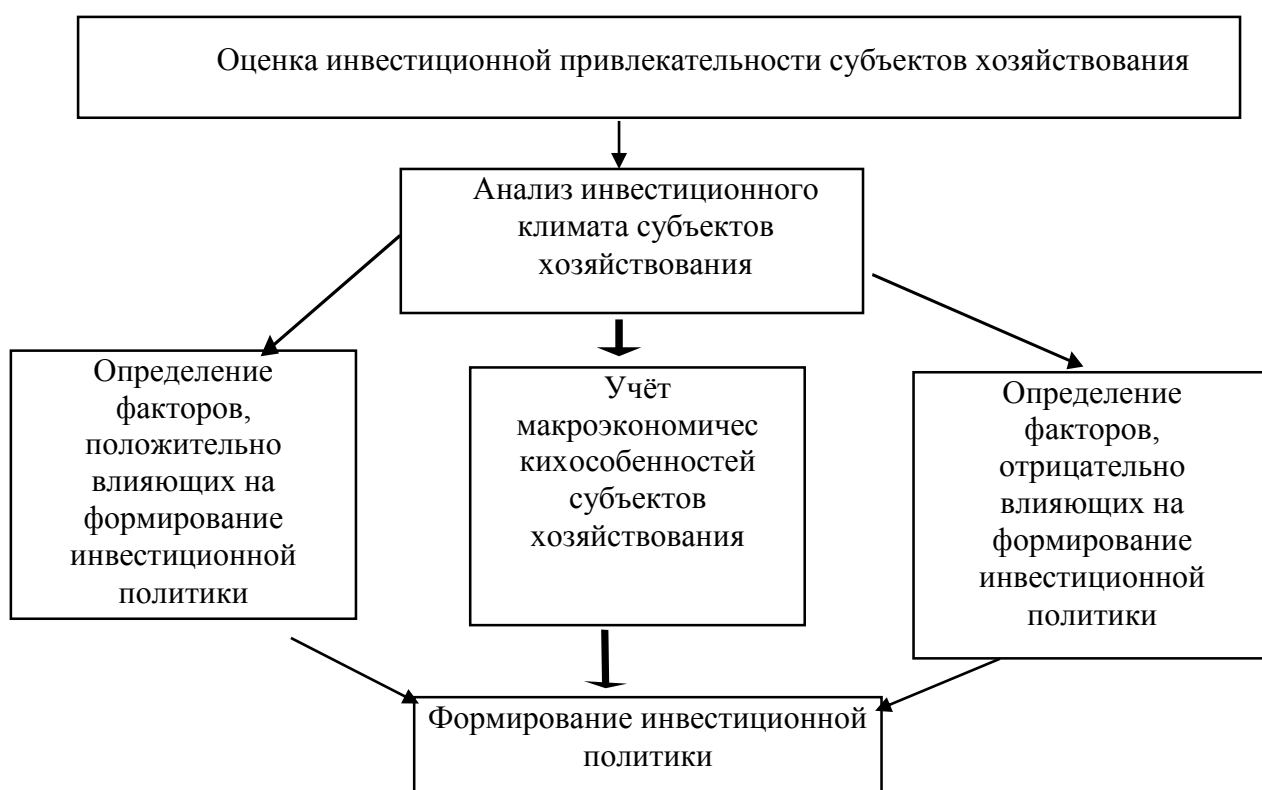 Оценка инвестиционной привлекательности субъектов хозяйствования
Анализ инвестиционного
климата субъектов
хозяйствования
Определение
факторов,
положительно
влияющих на
формирование
инвестиционной
политики
Учёт
макроэкономичес
кихособенностей
субъектов
хозяйствования
Определение
факторов,
отрицательно
влияющих на
формирование
инвестиционной
политики
Формирование инвестиционной
политики